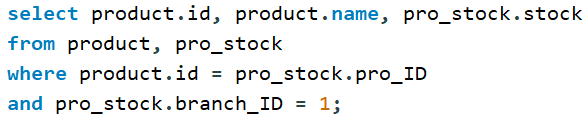 select product.id, product.name, pro_stock.stock
from product, pro_stock
where product.id = pro_stock.pro_ID
and pro_stock.branch_ID = 1;